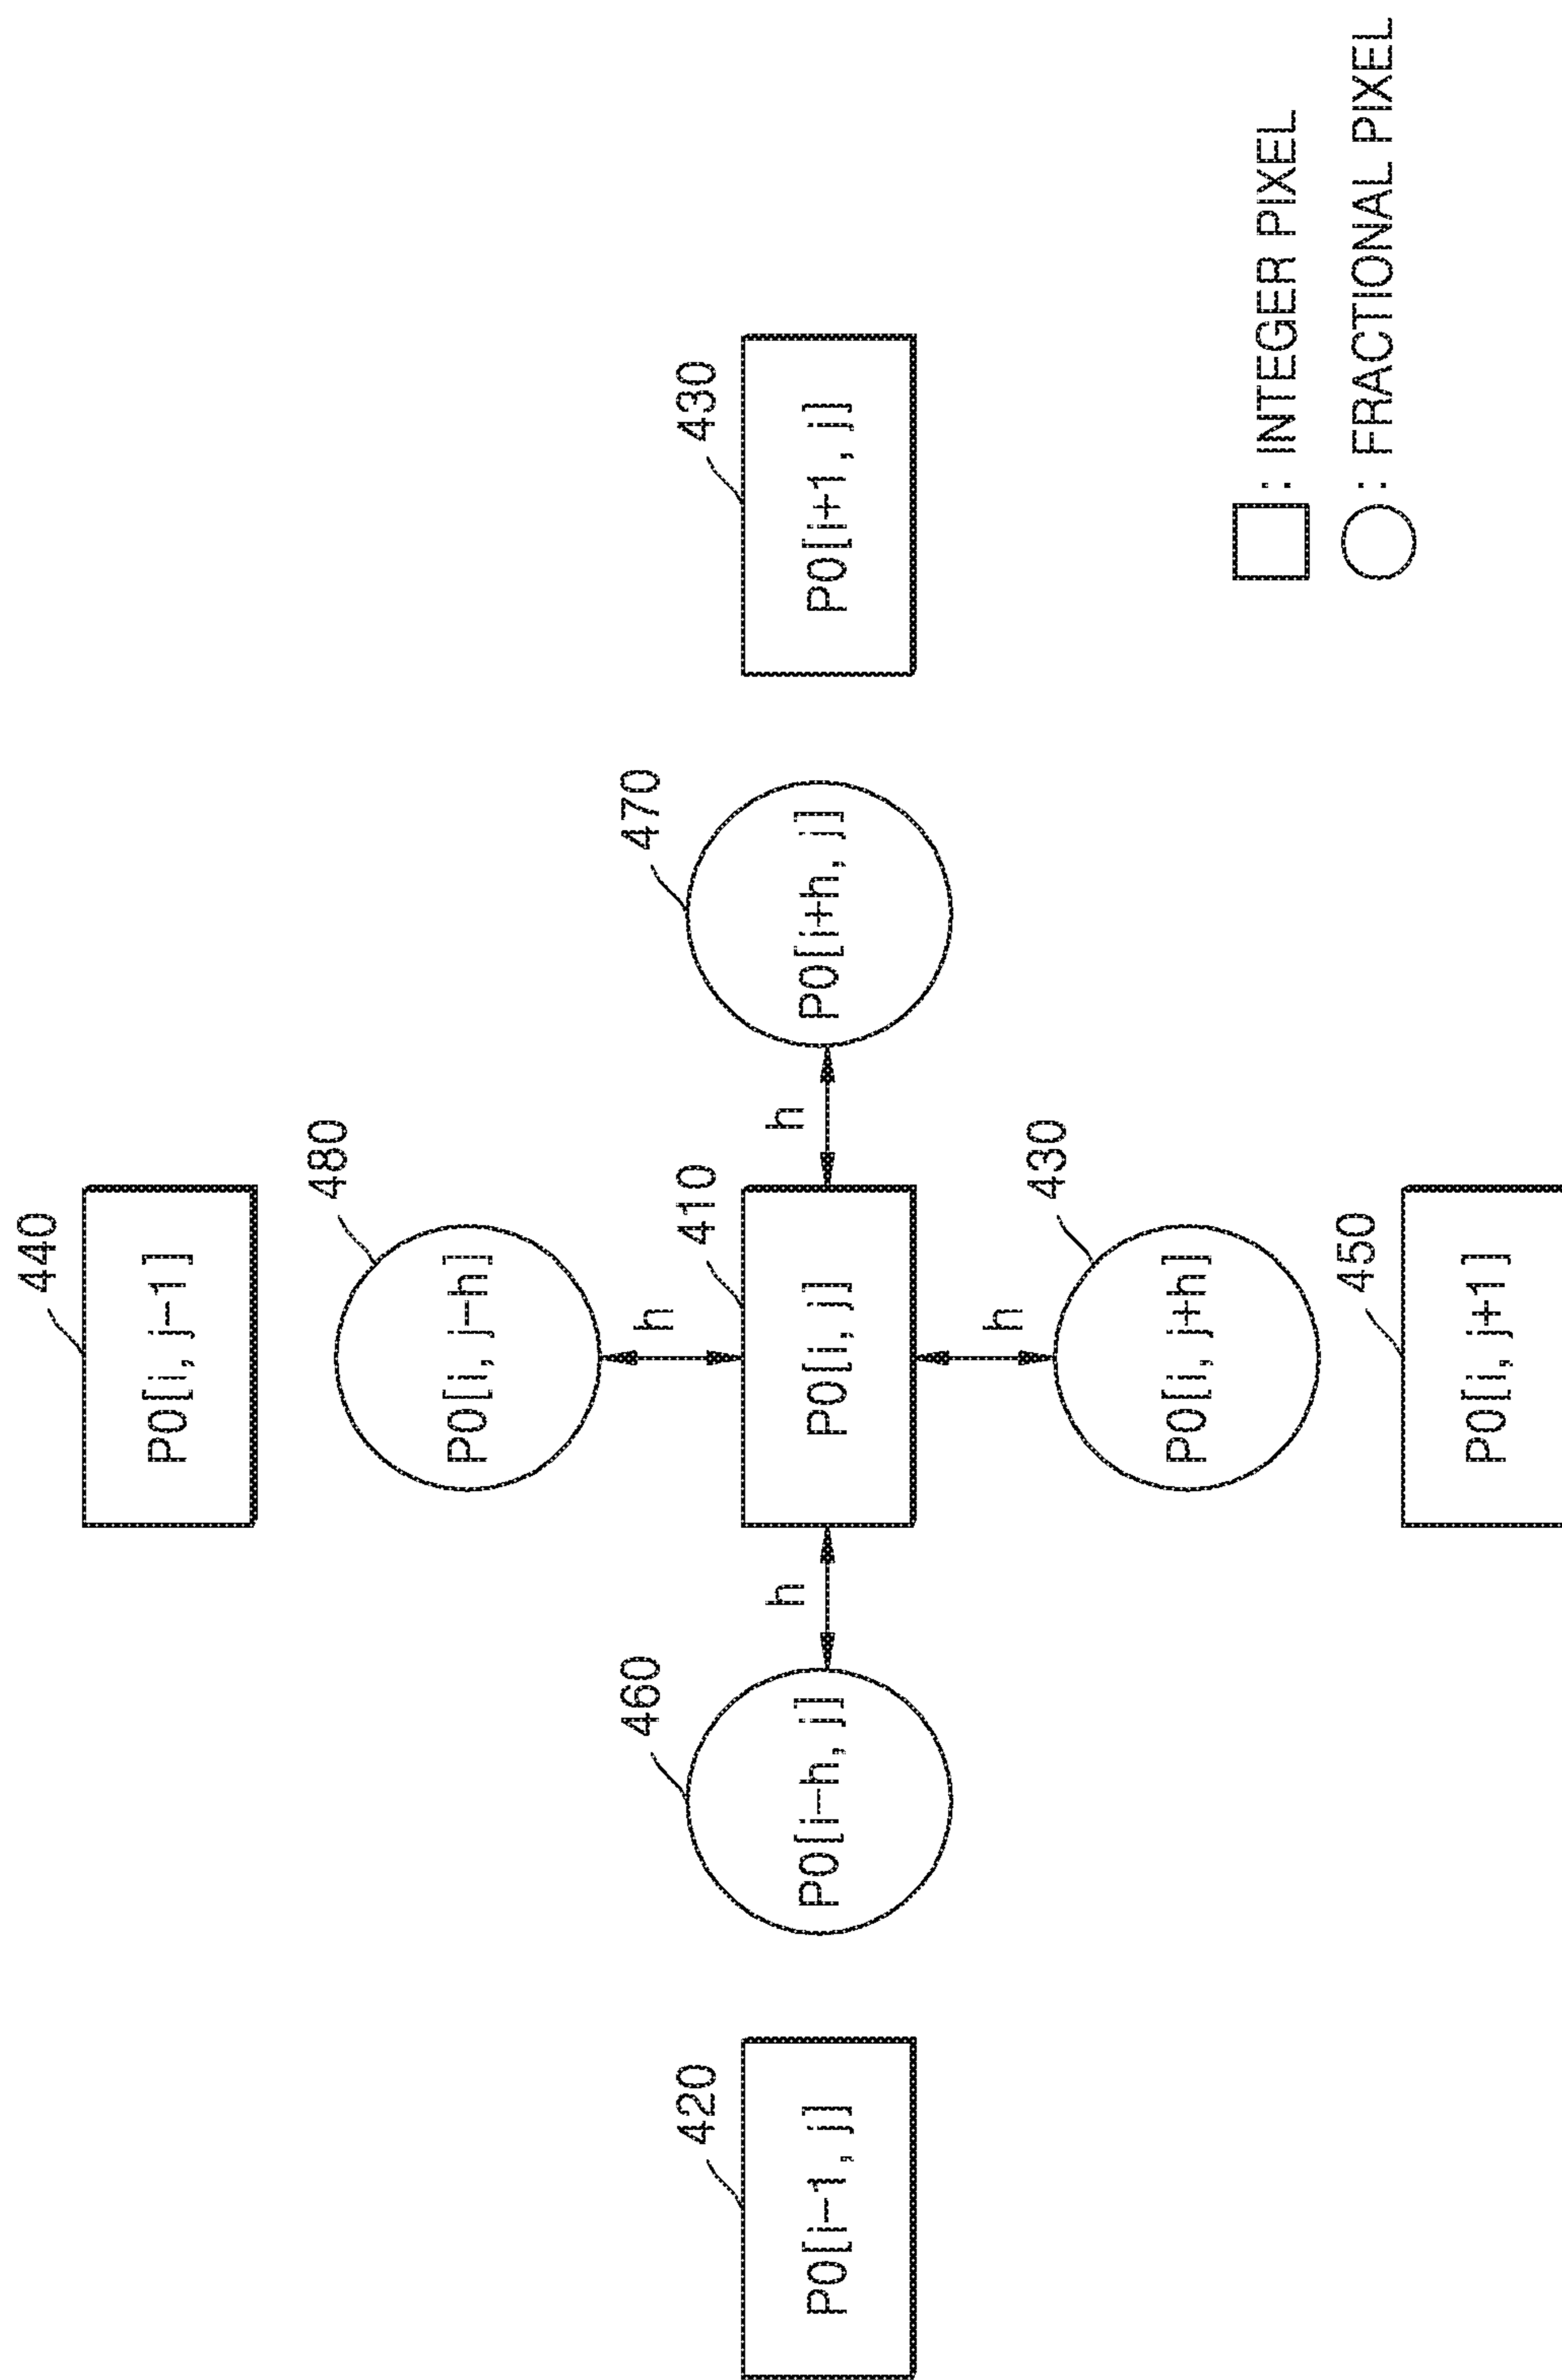 440
P0[i, j-1]
480
P0[i, j-h]
420
P0[i-1, j]
460
P0[i-h, j]
h
h
410
P0[i, j]
h
h
470
P0[i+h, j]
430
P0[i+1, j]
430
P0[i, j+h]
450
P0[i, j+1]
: INTEGER PIXEL
: FRACTIONAL PIXEL